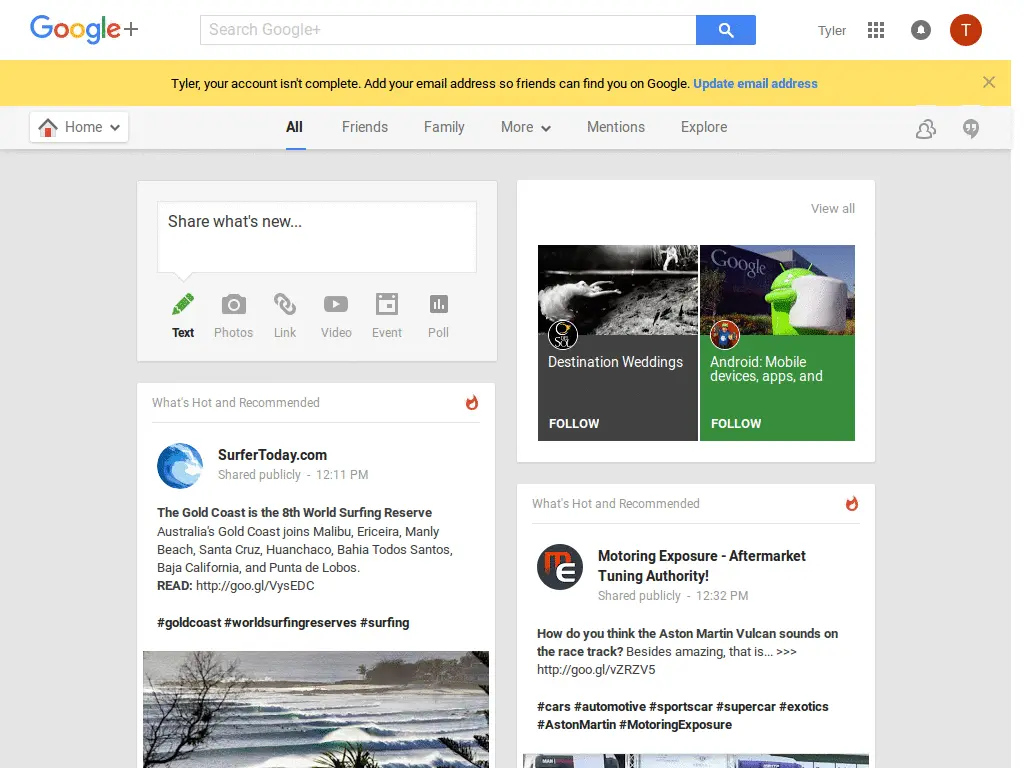 Google+
Search Google+
Tyler
T
Tyler, your account isn't complete. Add your email address so friends can find you on Google. Update email address
Home
All
Friends
Family
More
Mentions
Explore
Share what's new...
Text
Photos
Link
Video
Event
Poll
What's Hot and Recommended
SurferToday.com
Shared publicly - 12:11 PM
The Gold Coast is the 8th World Surfing Reserve
Australia's Gold Coast joins Malibu, Ericeira, Manly
Beach, Santa Cruz, Huanchaco, Bahia Todos Santos,
Baja California, and Punta de Lobos.
READ: http://goo.gl/VysEDC
#goldcoast #worldsurfingreserves #surfing
View all
Google
Destination Weddings
FOLLOW
Android: Mobile
devices, apps, and
FOLLOW
What's Hot and Recommended
ME
Motoring Exposure - Aftermarket
Tuning Authority!
Shared publicly - 12:32 PM
How do you think the Aston Martin Vulcan sounds on
the race track? Besides amazing, that is... >>>
http://goo.gl/vZRZV5
#cars #automotive #sportscar #supercar #exotics
#AstonMartin #MotoringExposure